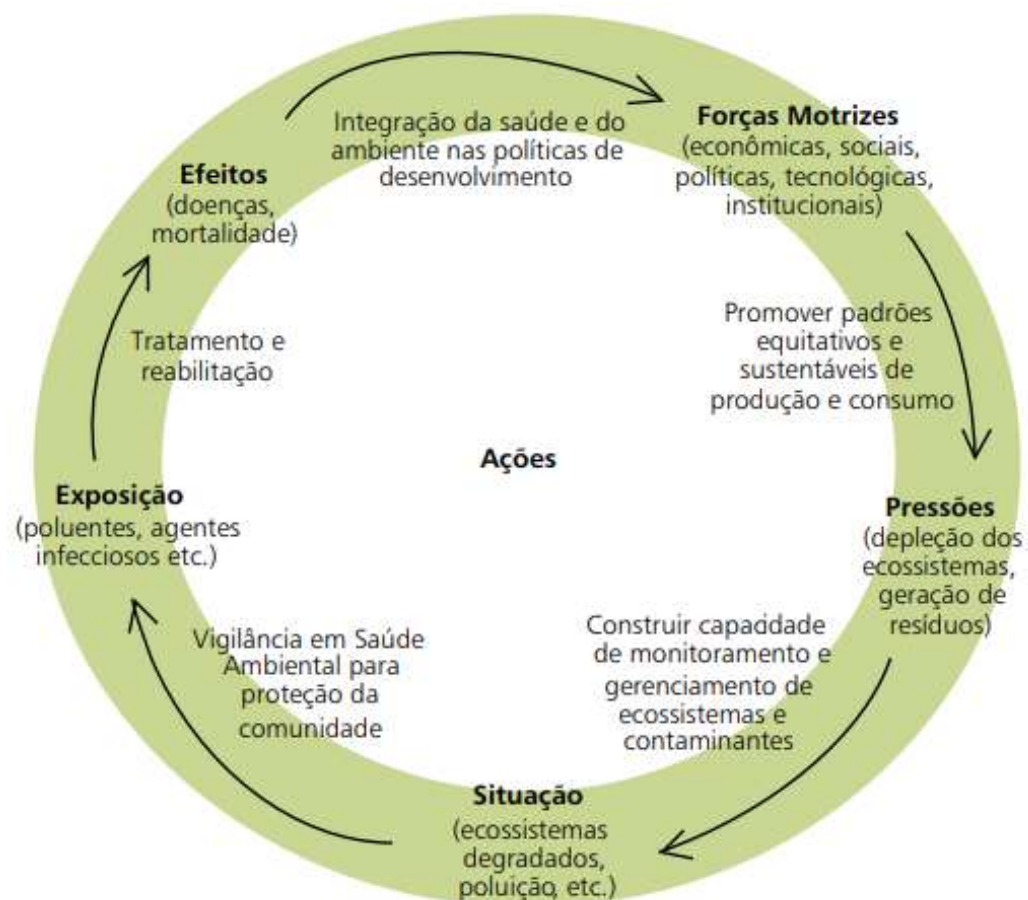 Forças Motrizes
(econômicas, sociais,
políticas, tecnológicas,
institucionais)
Promover padrões
equitativos e
sustentáveis de
produção e consumo
Pressões
(depleção dos
ecossistemas,
geração de
resíduos)
Construir capacidade
de monitoramento e
gerenciamento de
ecossistemas e
contaminantes
Situação
(ecossistemas
degradados,
poluição, etc.)
Vigilância em Saúde
Ambiental para
proteção da
comunidade
Exposição
(poluentes, agentes
infecciosos etc.)
Tratamento e
reabilitação
Efeitos
(doenças,
mortalidade)
Integração da saúde e do
ambiente nas políticas de
desenvolvimento
Ações